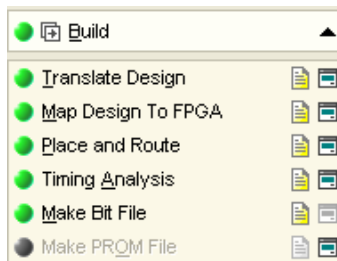 Build
Translate Design
Map Design To FPGA
Place and Route
Timing Analysis
Make Bit File
Make PROM File